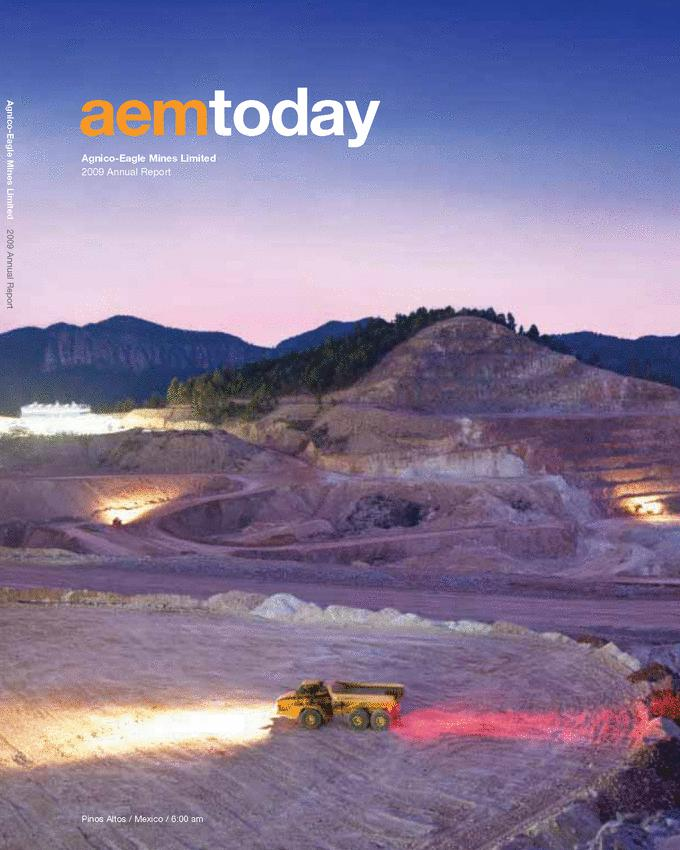 aemtoday
Agnico-Eagle Mines Limited
2009 Annual Report
Agnico-Eagle Mines Limited 2009 Annual Report
Pinos Altos / Mexico / 6:00 am